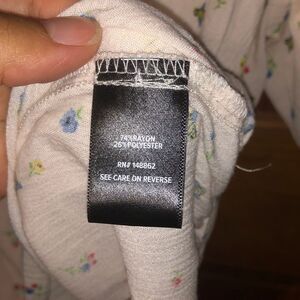 74%RAYON
26%POLYESTER
RN# 148862
SEE CARE ON REVERSE